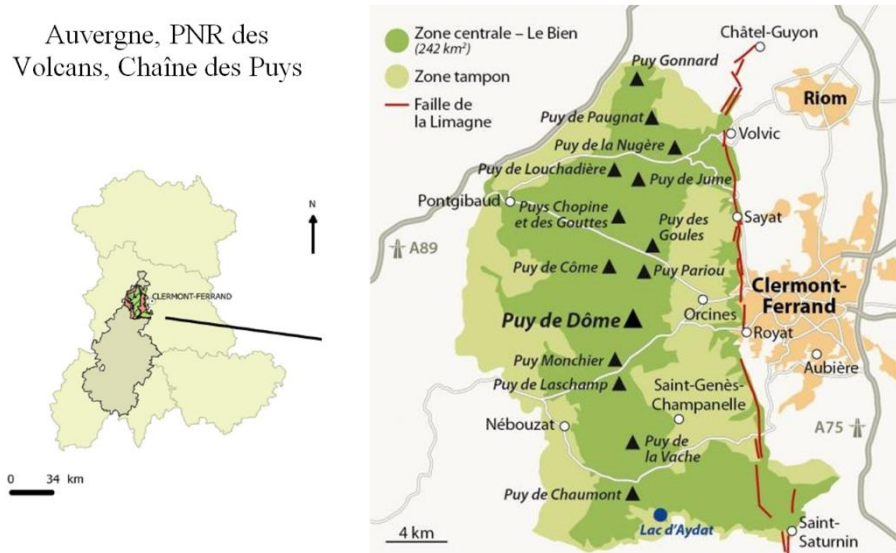 Auvergne, PNR des
Volcans, Chaîne des Puys
N
CLERMONT-FERRAND
0 34 km
Zone centrale – Le Bien
(242 km²)
Zone tampon
Faille de
la Limagne
Châtel-Guyon
Puy Gonnard
Riom
Puy de Paugnat
Volvic
Puy de la Nugère
Puy de Louchadière
Puy de Jume
Pontgibaud
Puys Chopine
et des Gouttes
Sayat
Puy des
Goules
A89
Puy de Côme
Puy Pariou
Clermont-
Ferrand
Orcines
Puy de Dôme
Royat
Puy Monchier
Aubière
Puy de Laschamp
Saint-Genès-
Champanelle
Nébouzat
A75
Puy de
la Vache
Puy de Chaumont
Lac d'Aydat
Saint-
Saturnin
4 km